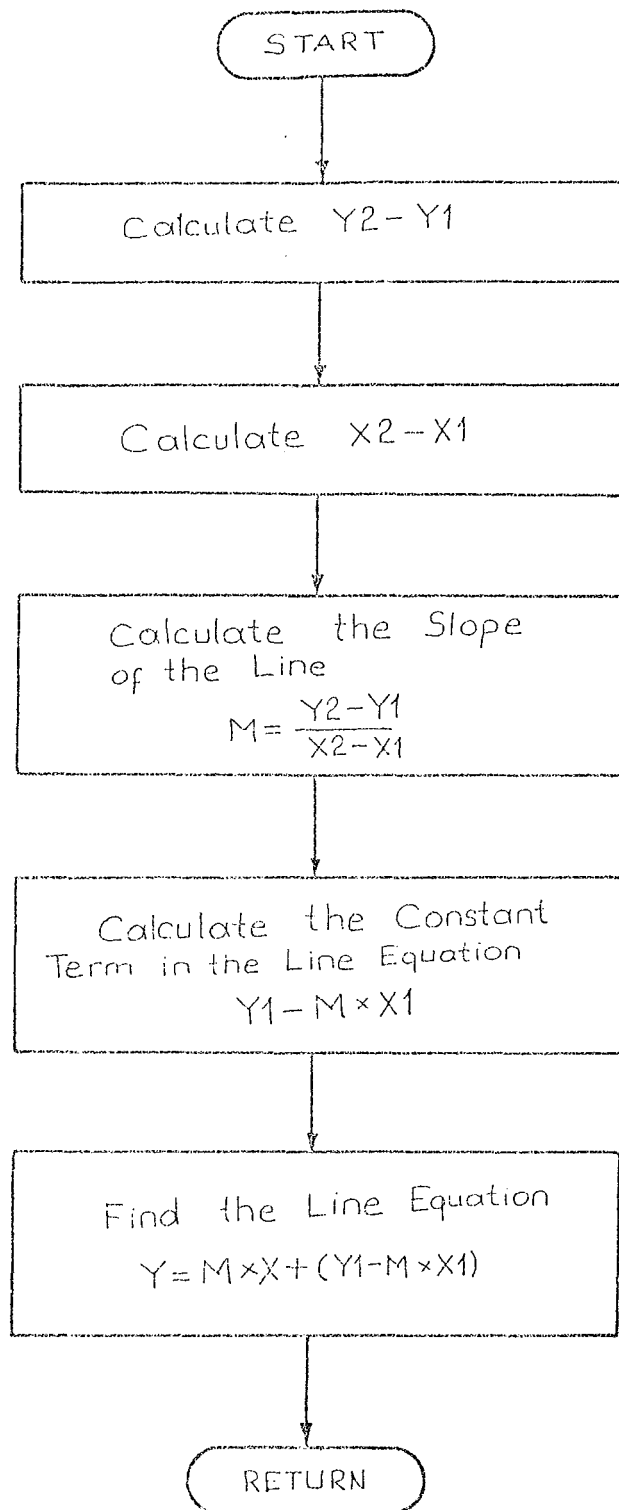 START
Calculate Y2-Y1
Calculate X2-X1
Calculate the Slope
of the Line
M= Y2-Y1
X2-X1
Calculate the Constant
Term in the Line Equation
Y1-M×X1
Find the Line Equation
Y=M×X+(Y1-M×X1)
RETURN